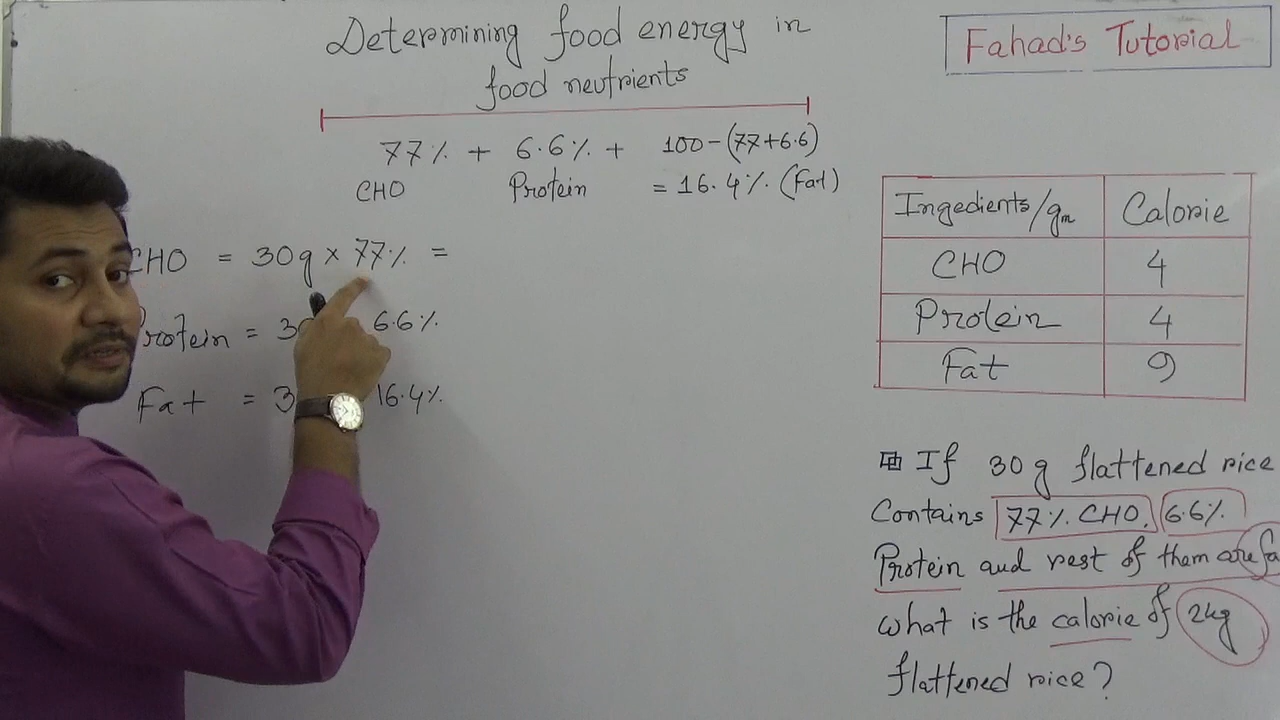 Determining food energy in
food neutrients
Fahad's Tutorial
77% + 6.6% + 100-(77+6.6)
CHO Protein = 16.4% (Fat)
CHO = 30g × 77% =
Protein = 6.6%
Fat = 16.4%
Ingedients/gm Calorie
CHO 4
Protein 4
Fat 9
If 30g flattened rice
Contains 77% CHO, 6.6%
Protein and rest of them are fa
what is the calorie of 2kg
flattened rice?